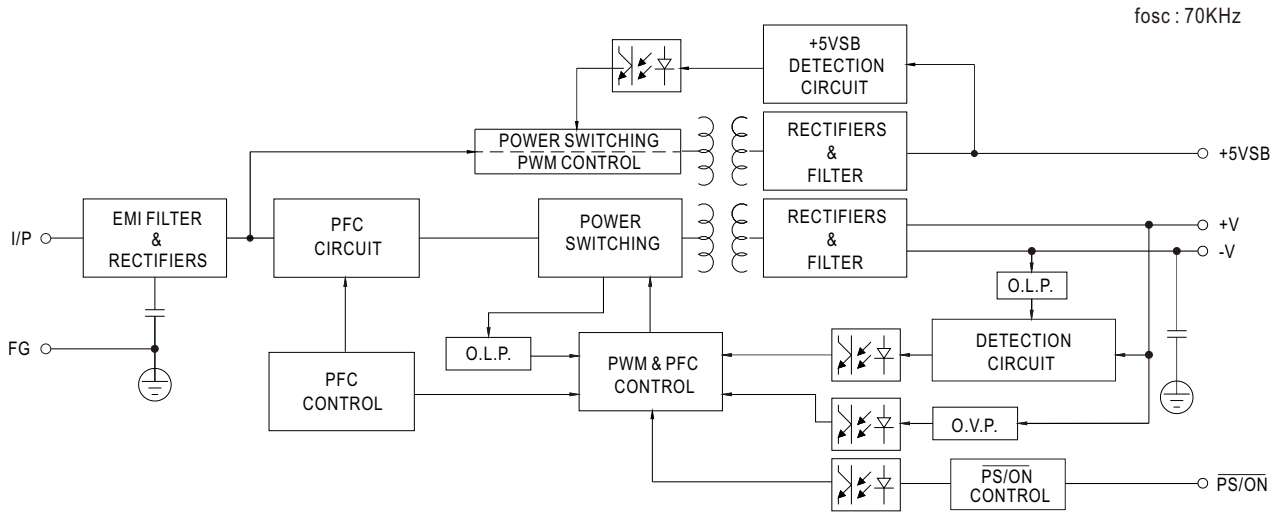 fosc : 70KHz
+5VSB
DETECTION
CIRCUIT
POWER SWITCHING
PWM CONTROL
RECTIFIERS
&
FILTER
+5VSB
I/P
EMI FILTER
&
RECTIFIERS
PFC
CIRCUIT
POWER
SWITCHING
RECTIFIERS
&
FILTER
+V
-V
O.L.P.
FG
O.L.P.
DETECTION
CIRCUIT
PFC
CONTROL
PWM & PFC
CONTROL
O.V.P.
PS/ON
CONTROL
PS/ON